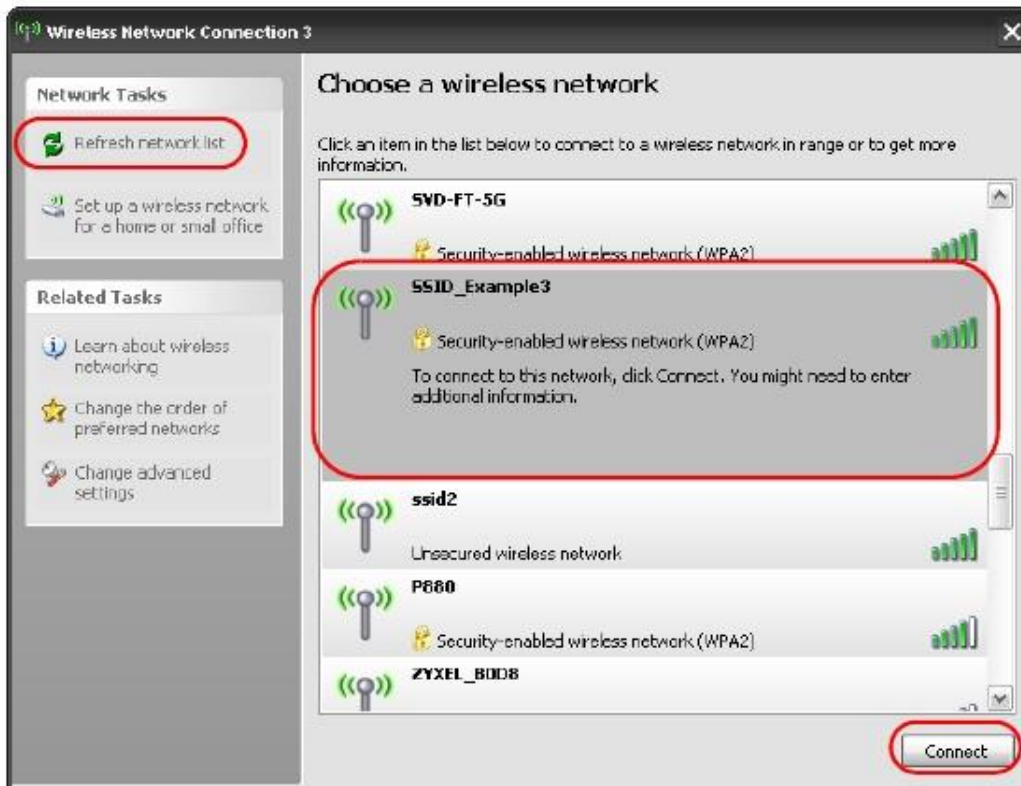 Wireless Network Connection 3
Network Tasks
Refresh network list
Set up a wireless network
for a home or small office
Related Tasks
Learn about wireless
networking
Change the order of
preferred networks
Change advanced
settings
Choose a wireless network
Click an item in the list below to connect to a wireless network in range or to get more
information.
SVD-FT-5G
Security-enabled wireless network (WPA2)
SSID_Example3
Security-enabled wireless network (WPA2)
To connect to this network, click Connect. You might need to enter
additional information.
ssid2
Unsecured wireless network
P880
Security-enabled wireless network (WPA2)
ZYXEL_B0D8
Connect